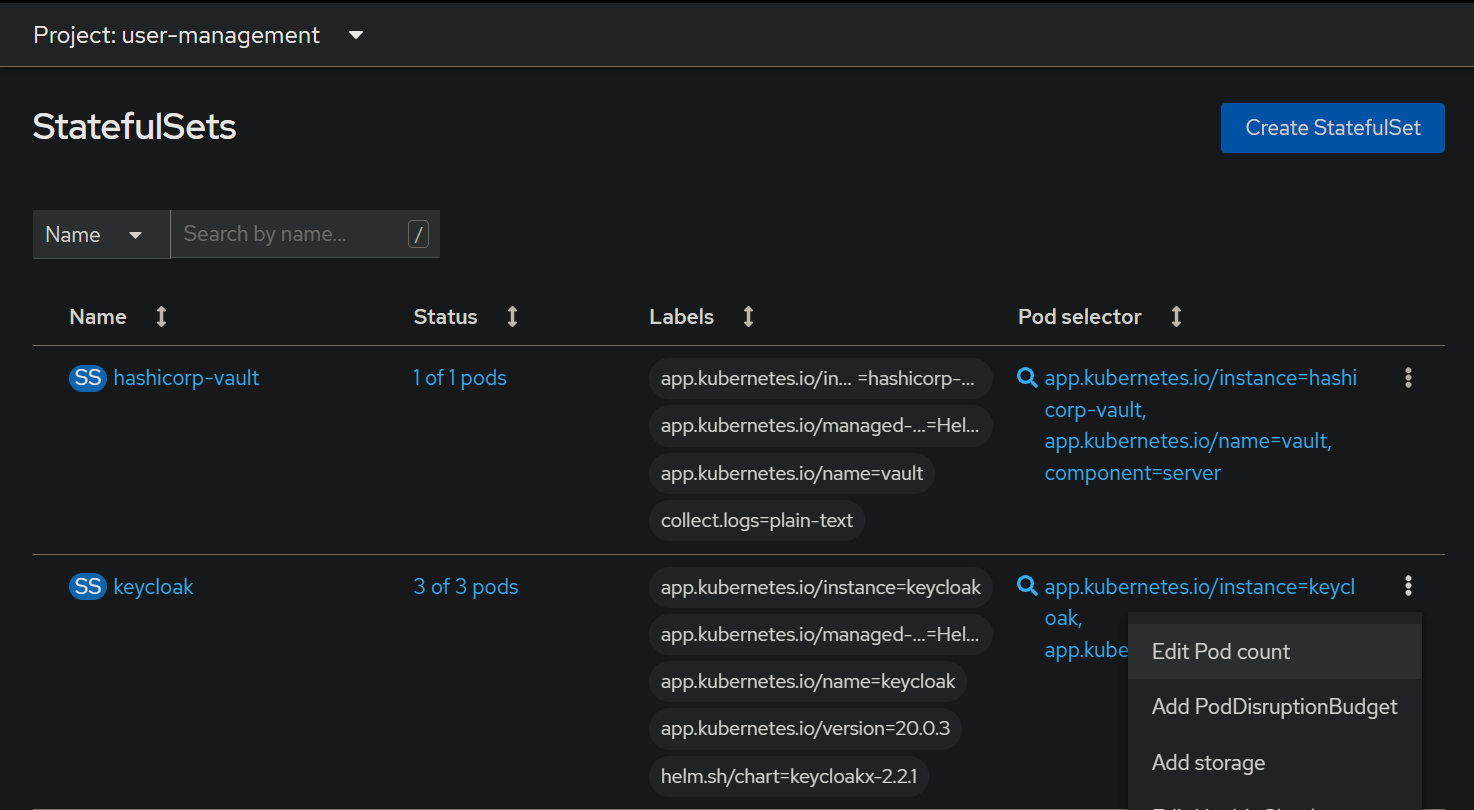 Project: user-management
StatefulSets
Create StatefulSet
Name
Search by name...
/
Name
Status
Labels
Pod selector
SS hashicorp-vault
1 of 1 pods
app.kubernetes.io/in... =hashicorp-...
app.kubernetes.io/managed-...=Hel...
app.kubernetes.io/name=vault
collect.logs=plain-text
app.kubernetes.io/instance=hashi
corp-vault,
app.kubernetes.io/name=vault,
component=server
SS keycloak
3 of 3 pods
app.kubernetes.io/instance=keycloak
app.kubernetes.io/managed-...=Hel...
app.kubernetes.io/name=keycloak
app.kubernetes.io/version=20.0.3
helm.sh/chart=keycloakx-2.2.1
app.kubernetes.io/instance=keycl
oak,
app.kube
Edit Pod count
Add PodDisruptionBudget
Add storage